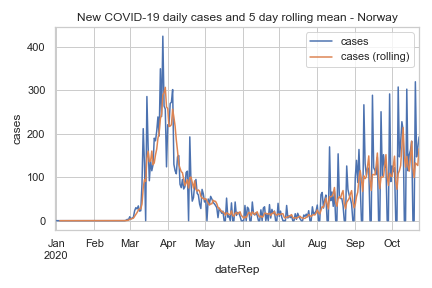 New COVID-19 daily cases and 5 day rolling mean - Norway
cases
cases (rolling)
cases
400
300
200
100
0
Jan Feb Mar Apr May Jun Jul Aug Sep Oct
2020
dateRep